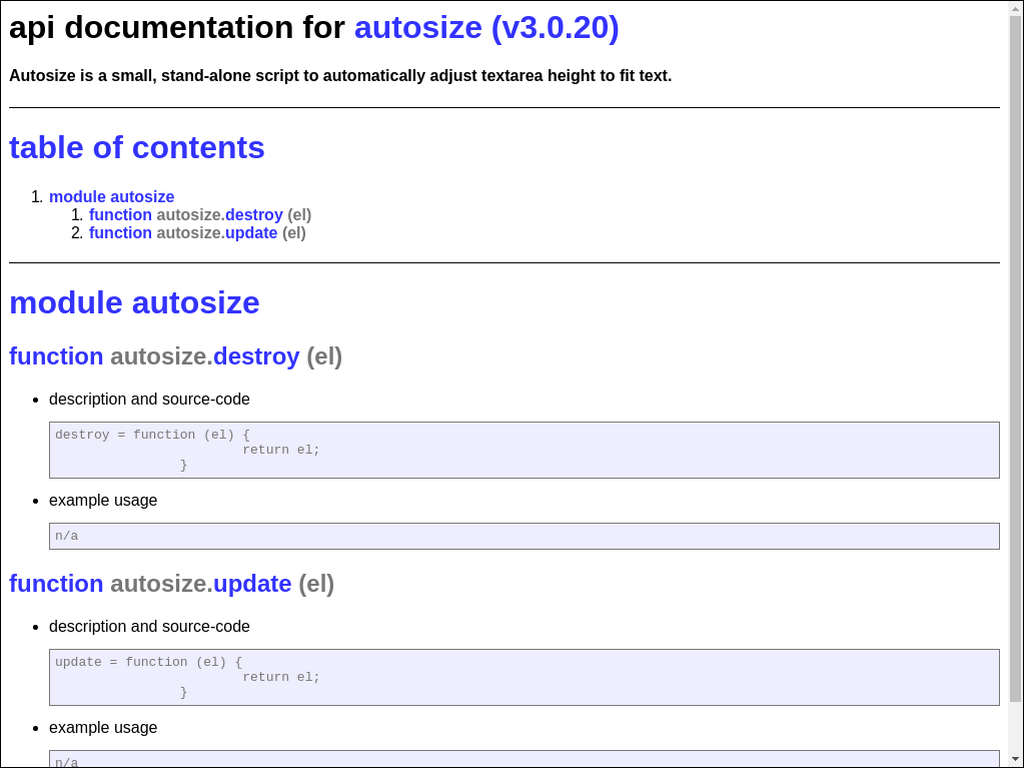 api documentation for autosize (v3.0.20)
Autosize is a small, stand-alone script to automatically adjust textarea height to fit text.
table of contents
1. module autosize
1. function autosize.destroy (el)
2. function autosize.update (el)
module autosize
function autosize.destroy (el)
• description and source-code
destroy = function (el) {
return el;
}
• example usage
n/a
function autosize.update (el)
• description and source-code
update = function (el) {
return el;
}
• example usage
n/a